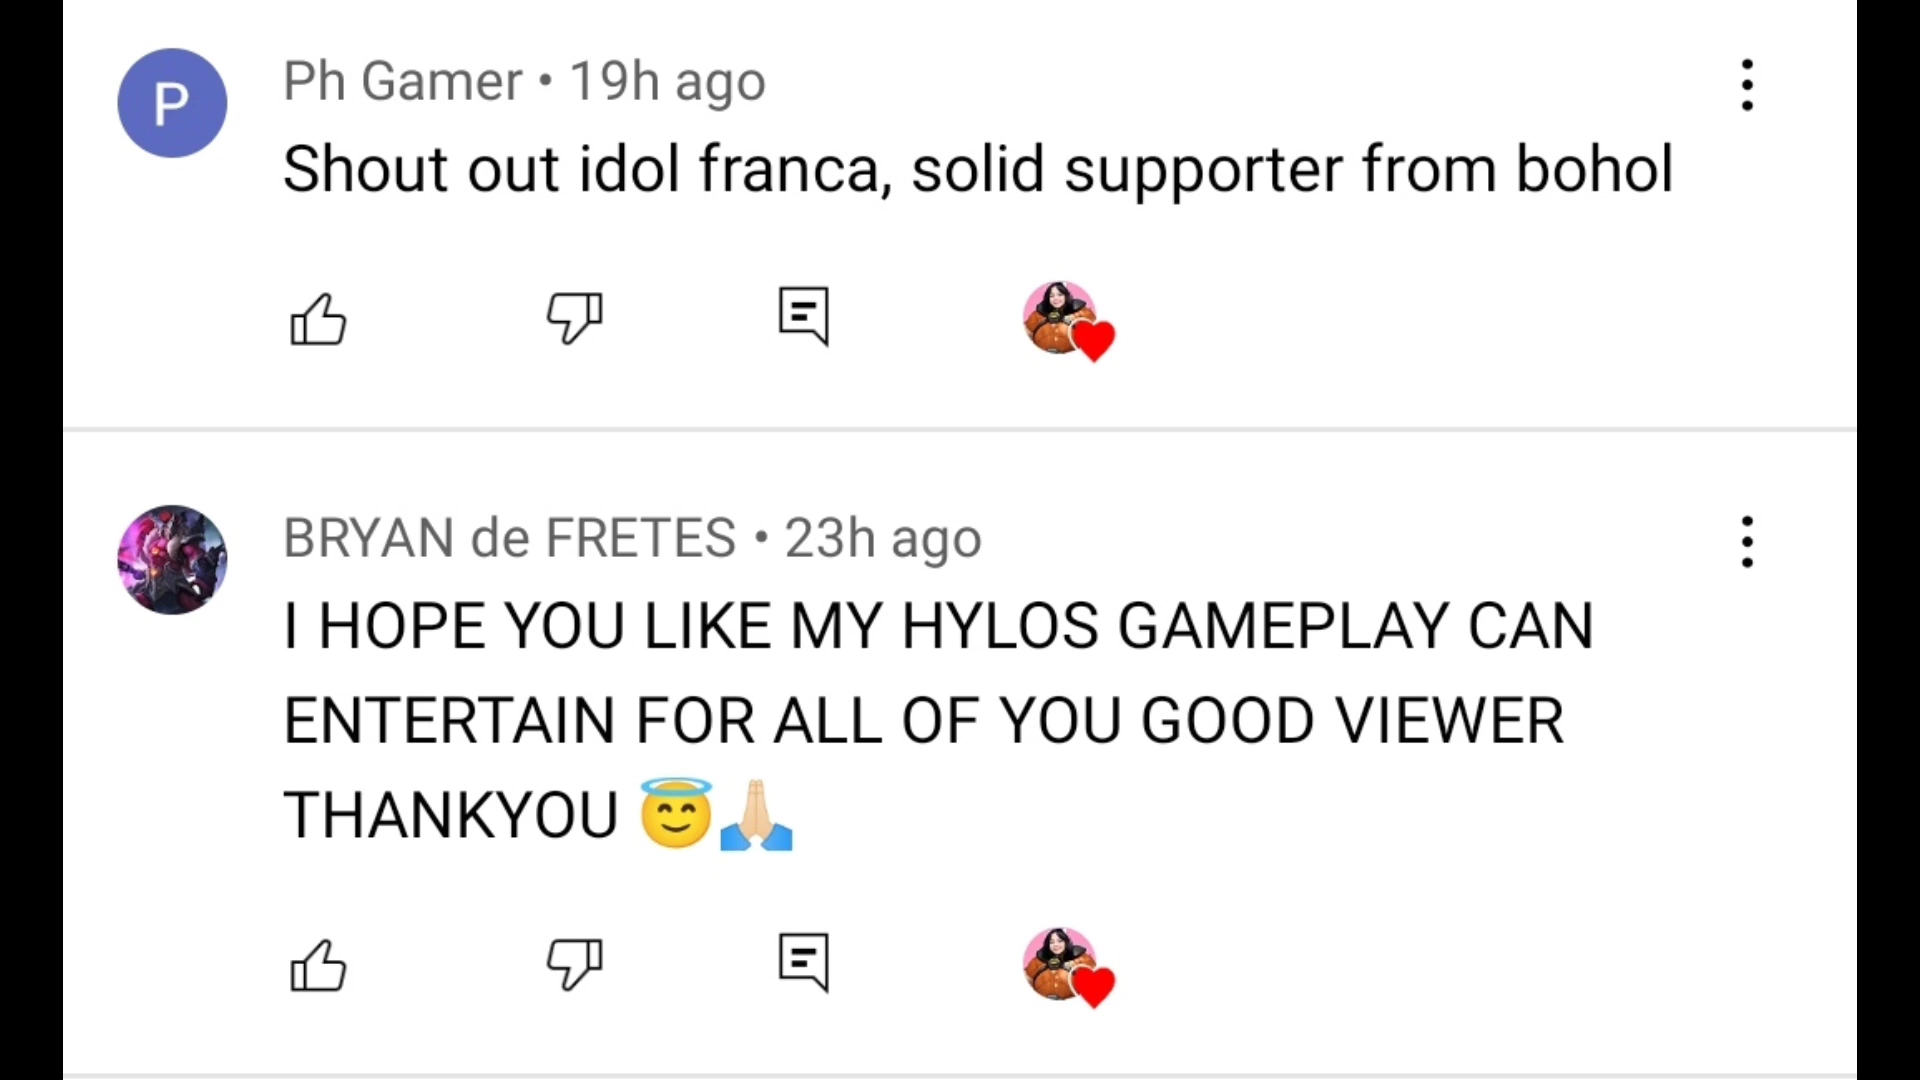 P
Ph Gamer • 19h ago
Shout out idol franca, solid supporter from bohol
BRYAN de FRETES • 23h ago
I HOPE YOU LIKE MY HYLOS GAMEPLAY CAN
ENTERTAIN FOR ALL OF YOU GOOD VIEWER
THANKYOU 😇🙏🏻